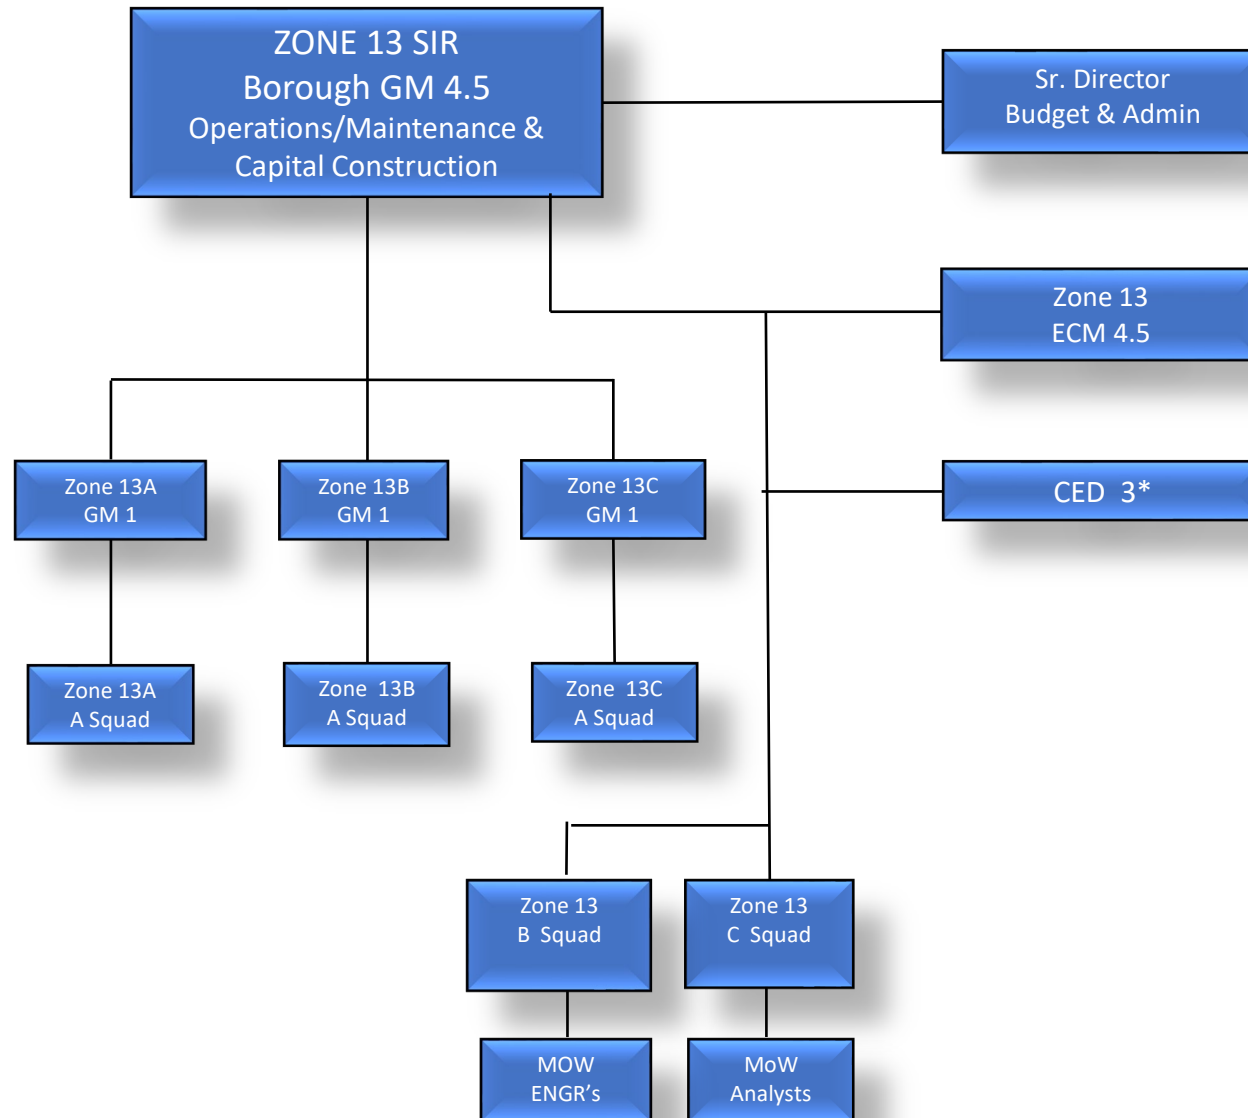 ZONE 13 SIR
Borough GM 4.5
Operations/Maintenance &
Capital Construction
Sr. Director
Budget & Admin
Zone 13
ECM 4.5
CED 3*
Zone 13A
GM 1
Zone 13B
GM 1
Zone 13C
GM 1
Zone 13A
A Squad
Zone 13B
A Squad
Zone 13C
A Squad
Zone 13
B Squad
Zone 13
C Squad
MOW
ENGR’s
MoW
Analysts